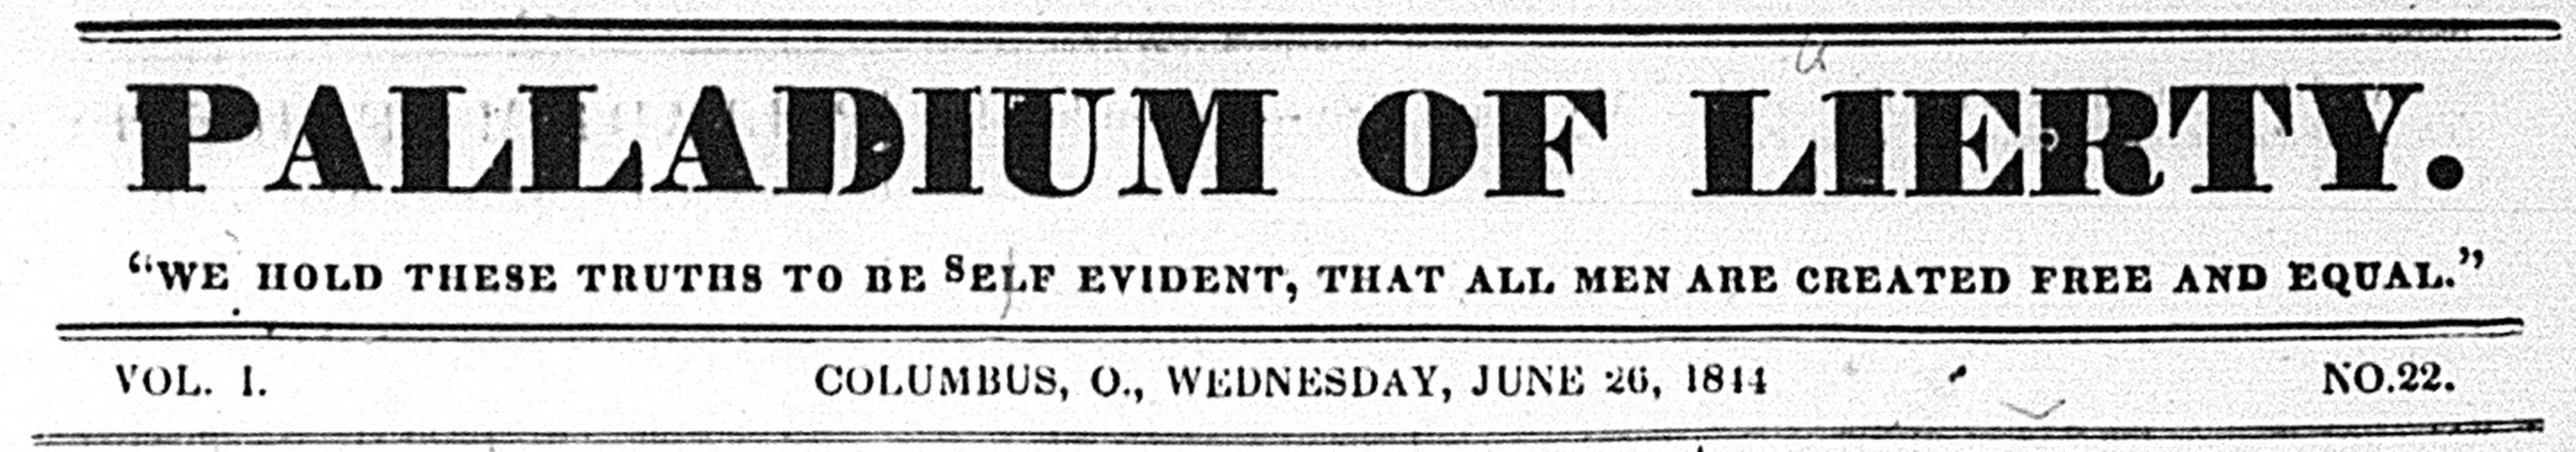 PALLADIUM OF LIERTY.
“WE HOLD THESE TRUTHS TO BE SELF EVIDENT, THAT ALL MEN ARE CREATED FREE AND EQUAL.”
VOL. I. COLUMBUS, O., WEDNESDAY, JUNE 26, 1844 NO.22.